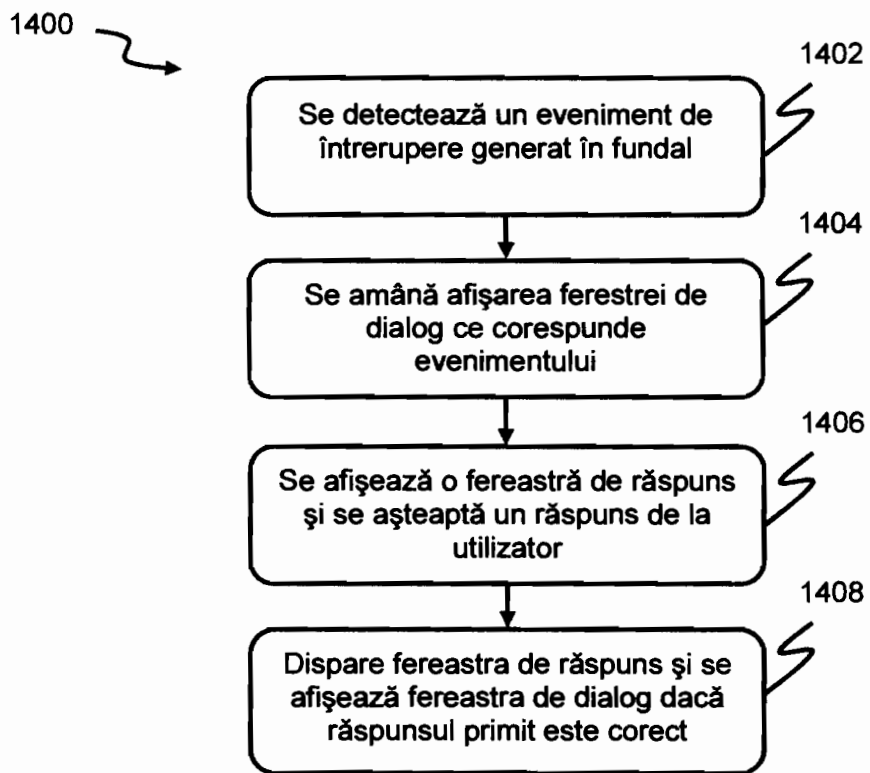 1400
1402
Se detectează un eveniment de
întrerupere generat în fundal
1404
Se amână afişarea ferestrei de
dialog ce corespunde
evenimentului
1406
Se afişează o fereastră de răspuns
şi se aşteaptă un răspuns de la
utilizator
1408
Dispare fereastra de răspuns şi se
afişează fereastra de dialog dacă
răspunsul primit este corect